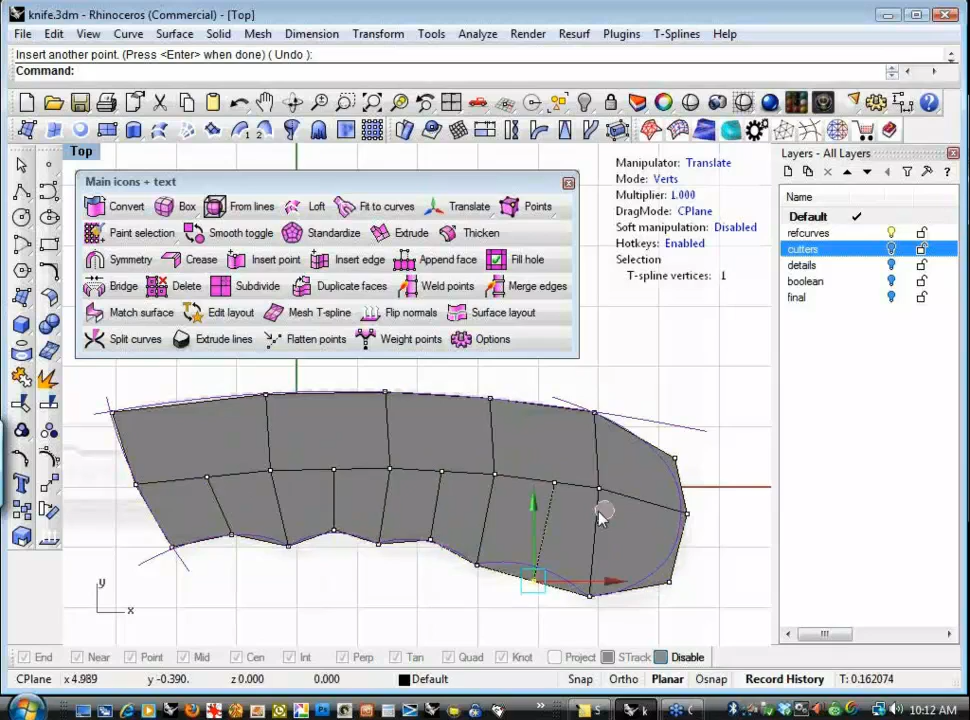 knife.3dm - Rhinoceros (Commercial) - [Top]
File Edit View Curve Surface Solid Mesh Dimension Transform Tools Analyze Render Resurf Plugins T-Splines Help
Insert another point. (Press <Enter> when done) ( Undo ):
Command:
Top
Main icons + text
Convert Box From lines Loft Fit to curves Translate Points
Paint selection Smooth toggle Standardize Extrude Thicken
Symmetry Crease Insert point Insert edge Append face Fill hole
Bridge Delete Subdivide Duplicate faces Weld points Merge edges
Match surface Edit layout Mesh T-spline Flip normals Surface layout
Split curves Extrude lines Flatten points Weight points Options
Manipulator: Translate
Mode: Verts
Multiplier: 1.000
DragMode: CPlane
Soft manipulation: Disabled
Hotkeys: Enabled
Selection
T-spline vertices: 1
Layers - All Layers
Name
Default
refcurves
cutters
details
boolean
final
y
x
End Near Point Mid Cen Int Perp Tan Quad Knot Project STrack Disable
CPlane x 4.989 y -0.390. z 0.000 0.000 Default Snap Ortho Planar Osnap Record History T: 0.162074
S k C 10:12 AM